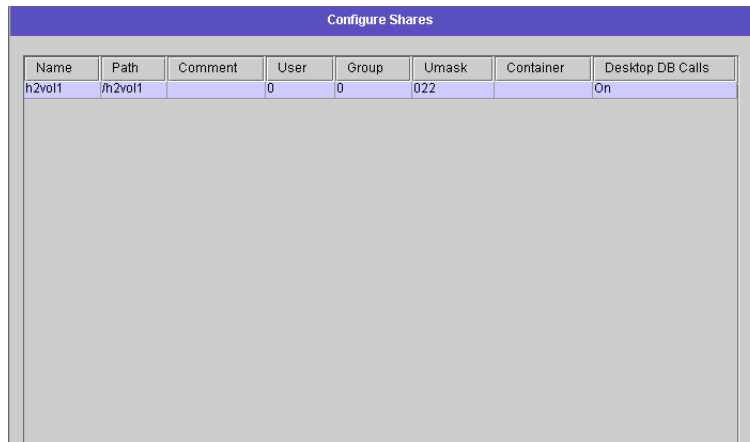 Configure Shares
Name Path Comment User Group Umask Container Desktop DB Calls
h2vol1 /h2vol1 0 0 022 On